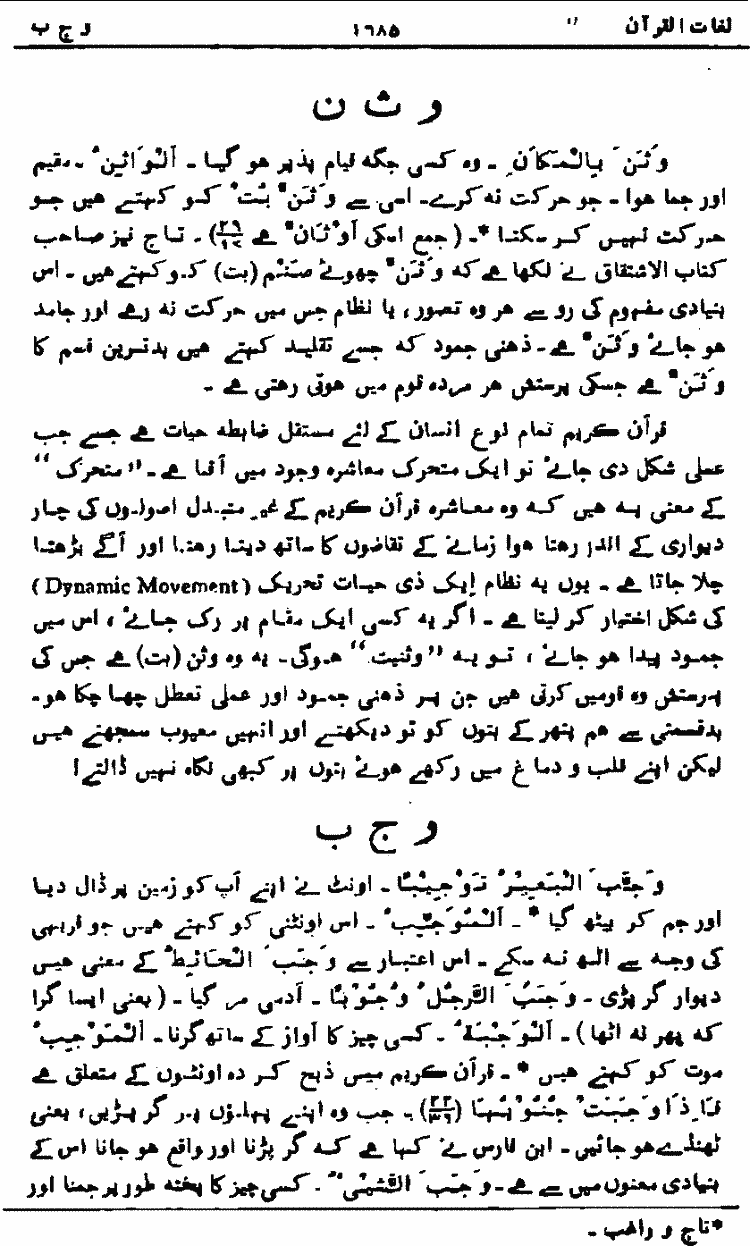 لغات القرآن ۱۶۸۵ و ج ب
و ث ن
وَثَنَ بِالْمَکَانِ ۔ وہ کسی جگہ قیام پذیر ہو گیا ۔ اَلْوَاثِنُ ۔ مقیم
اور جما ہوا ۔ جو حرکت نہ کرے۔ اسی سے وَثَنٌ بُت کو کہتے ہیں جو
حرکت نہیں کر سکتا *۔ (جمع اسکی اَوْثَانٌ ہے ۲۹/۱۷) ۔ تاج نیز صاحب
کتاب الاشتقاق نے لکھا ہے کہ وَثَنٌ چھوٹے صَنَمٌ (بت) کو کہتے ہیں ۔ اس
بنیادی مفہوم کی رو سے ہر وہ تصور، یا نظام جس میں حرکت نہ رہے اور جامد
ہو جائے وَثَنٌ ہے۔ ذہنی جمود کہ جسے تقلید کہتے ہیں بدترین قسم کا
وَثَنٌ ہے جسکی پرستش ہر مردہ قوم میں ہوتی رہتی ہے ۔
قرآن کریم تمام نوع انسان کے لئے مستقل ضابطہ حیات ہے جسے جب
عملی شکل دی جائے تو ایک متحرک معاشرہ وجود میں آتا ہے۔ ”متحرک“
کے معنی یہ ہیں کہ وہ معاشرہ قرآن کریم کے غیر متبدل اصولوں کی چار
دیواری کے اندر رہتا ہوا زمانے کے تقاضوں کا ساتھ دیتا رہتا اور آگے بڑھتا
چلا جاتا ہے ۔ یوں یہ نظام ایک ذی حیات تحریک (Dynamic Movement)
کی شکل اختیار کر لیتا ہے ۔ اگر یہ کسی ایک مقام پر رک جائے، اس میں
جمود پیدا ہو جائے، تو یہ ”وثنیت“ ہوگی۔ یہ وہ وثن (بت) ہے جس کی
پرستش وہ قومیں کرتی ہیں جن پر ذہنی جمود اور عملی تعطل چھا چکا ہو۔
بدقسمتی سے ہم پتھر کے بتوں کو تو دیکھتے اور انہیں معیوب سمجھتے ہیں
لیکن اپنے قلب و دماغ میں رکھے ہوئے بتوں پر کبھی نگاہ نہیں ڈالتے!
و ج ب
وَجَّبَ الْبَعِیْرُ تَوْجِیْبًا ۔ اونٹ نے اپنے آپ کو زمین پر ڈال دیا
اور جم کر بیٹھ گیا * ۔ اَلْمُوَجِّبُ ۔ اس اونٹنی کو کہتے ہیں جو فربہی
کی وجہ سے اٹھ نہ سکے ۔ اس اعتبار سے وَجَبَ الْحَائِطُ کے معنی ہیں
دیوار گر پڑی ۔ وَجَبَ الرَّجُلُ وُجُوْبًا ۔ آدمی مر گیا ۔ (یعنی ایسا گرا
کہ پھر نہ اٹھا) ۔ اَلْوَجْبَةُ ۔ کسی چیز کا آواز کے ساتھ گرنا۔ اَلْمَوْجِبُ
موت کو کہتے ہیں * ۔ قرآن کریم میں ذبح کردہ اونٹوں کے متعلق ہے
فَاِذَا وَجَبَتْ جُنُوْبُهَا (۲۲/۳۶) ۔ جب وہ اپنے پہلوؤں پر گر پڑیں، یعنی
ٹھنڈے ہو جائیں ۔ ابن فارس نے کہا ہے کہ گر پڑنا اور واقع ہو جانا اس کے
بنیادی معنوں میں سے ہے۔ وَجَبَ الشَّیْئُ ۔ کسی چیز کا پختہ طور پر جمنا اور
*تاج و راغب ۔